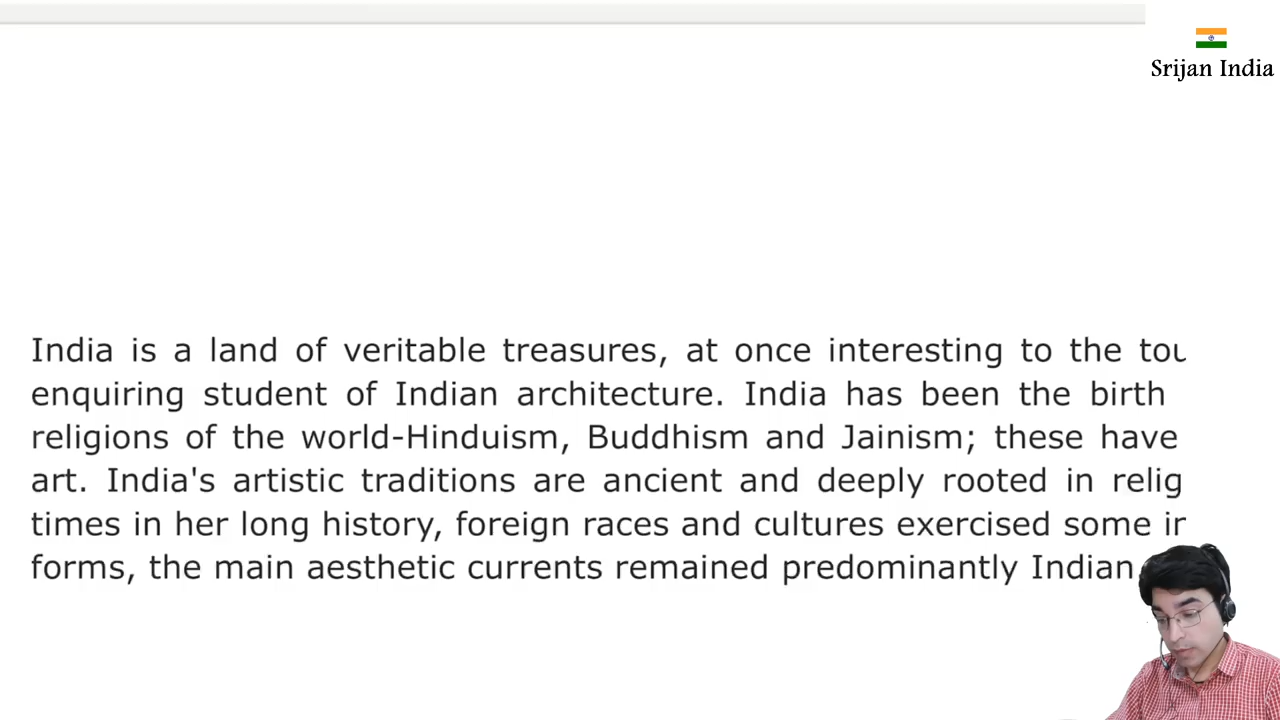 Srijan India
India is a land of veritable treasures, at once interesting to the
enquiring student of Indian architecture. India has been the birth
religions of the world-Hinduism, Buddhism and Jainism; these have
art. India's artistic traditions are ancient and deeply rooted in
times in her long history, foreign races and cultures exercised some
forms, the main aesthetic currents remained predominantly Indian